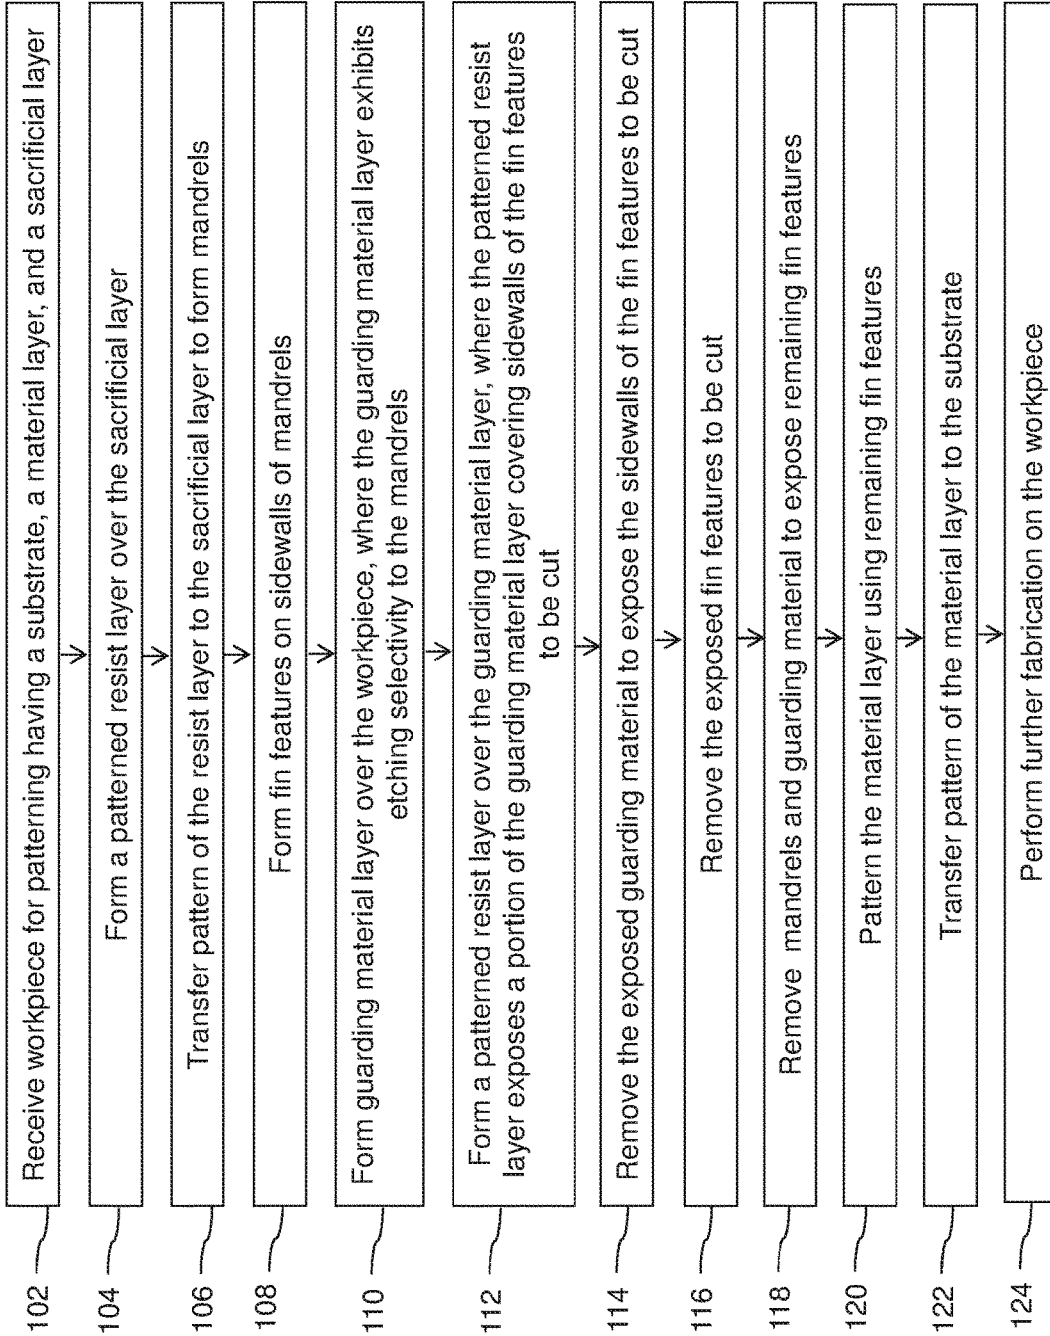 102
Receive workpiece for patterning having a substrate, a material layer, and a sacrificial layer
104
Form a patterned resist layer over the sacrificial layer
106
Transfer pattern of the resist layer to the sacrificial layer to form mandrels
108
Form fin features on sidewalls of mandrels
110
Form guarding material layer over the workpiece, where the guarding material layer exhibits
etching selectivity to the mandrels
112
Form a patterned resist layer over the guarding material layer, where the patterned resist
layer exposes a portion of the guarding material layer covering sidewalls of the fin features
to be cut
114
Remove the exposed guarding material to expose the sidewalls of the fin features to be cut
116
Remove the exposed fin features to be cut
118
Remove mandrels and guarding material to expose remaining fin features
120
Pattern the material layer using remaining fin features
122
Transfer pattern of the material layer to the substrate
124
Perform further fabrication on the workpiece